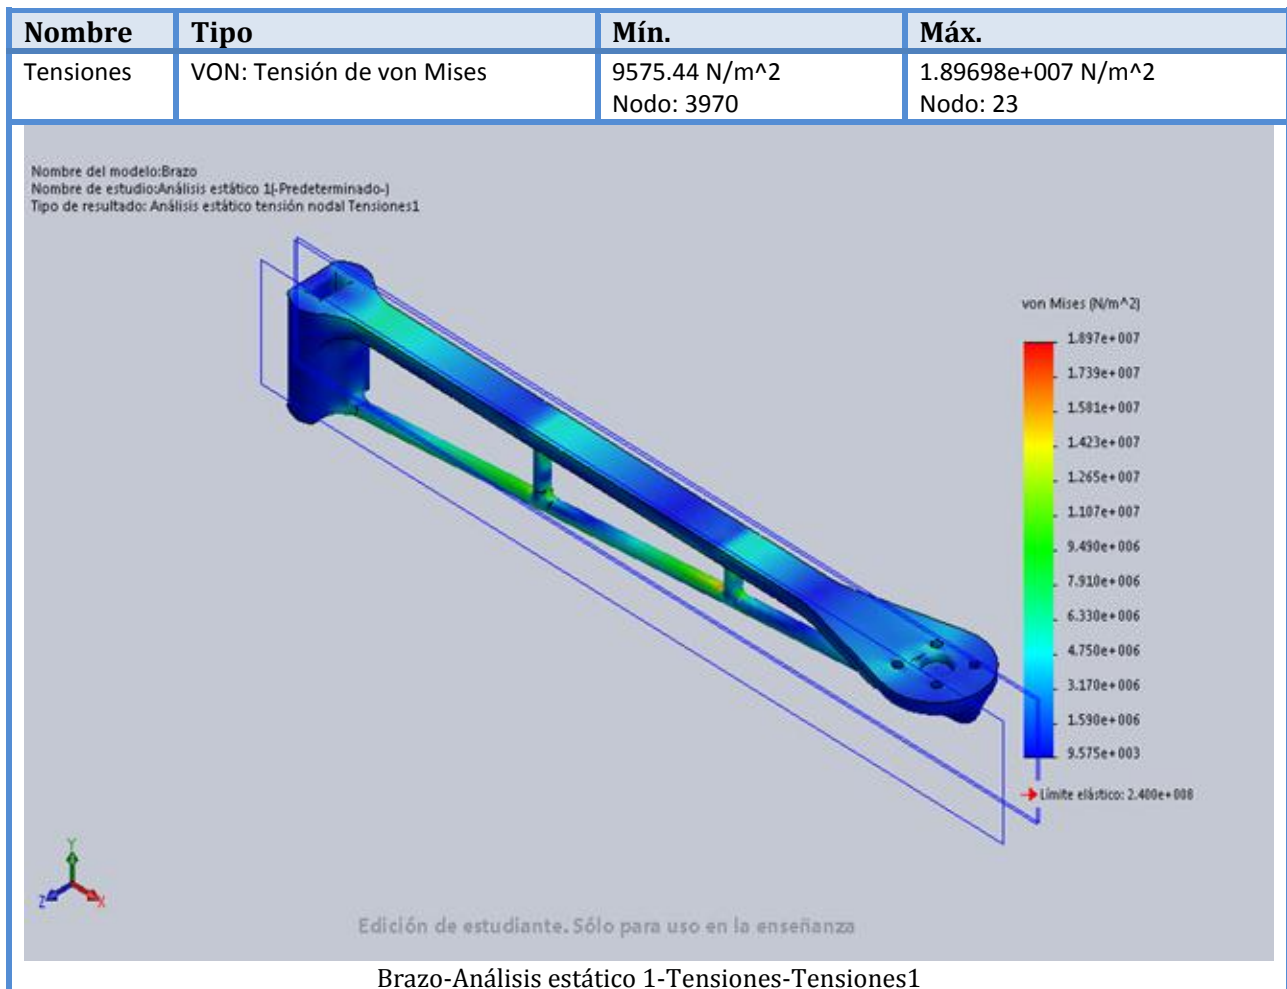 Nombre Tipo Mín. Máx.
Tensiones VON: Tensión de von Mises 9575.44 N/m^2 1.89698e+007 N/m^2
Nodo: 3970 Nodo: 23
Nombre del modelo:Brazo
Nombre de estudio:Análisis estático 1(-Predeterminado-)
Tipo de resultado: Análisis estático tensión nodal Tensiones1
von Mises (N/m^2)
1.897e+007
1.739e+007
1.581e+007
1.423e+007
1.265e+007
1.107e+007
9.490e+006
7.910e+006
6.330e+006
4.750e+006
3.170e+006
1.590e+006
9.575e+003
Límite elástico: 2.400e+008
Y
Z X
Edición de estudiante. Sólo para uso en la enseñanza
Brazo-Análisis estático 1-Tensiones-Tensiones1